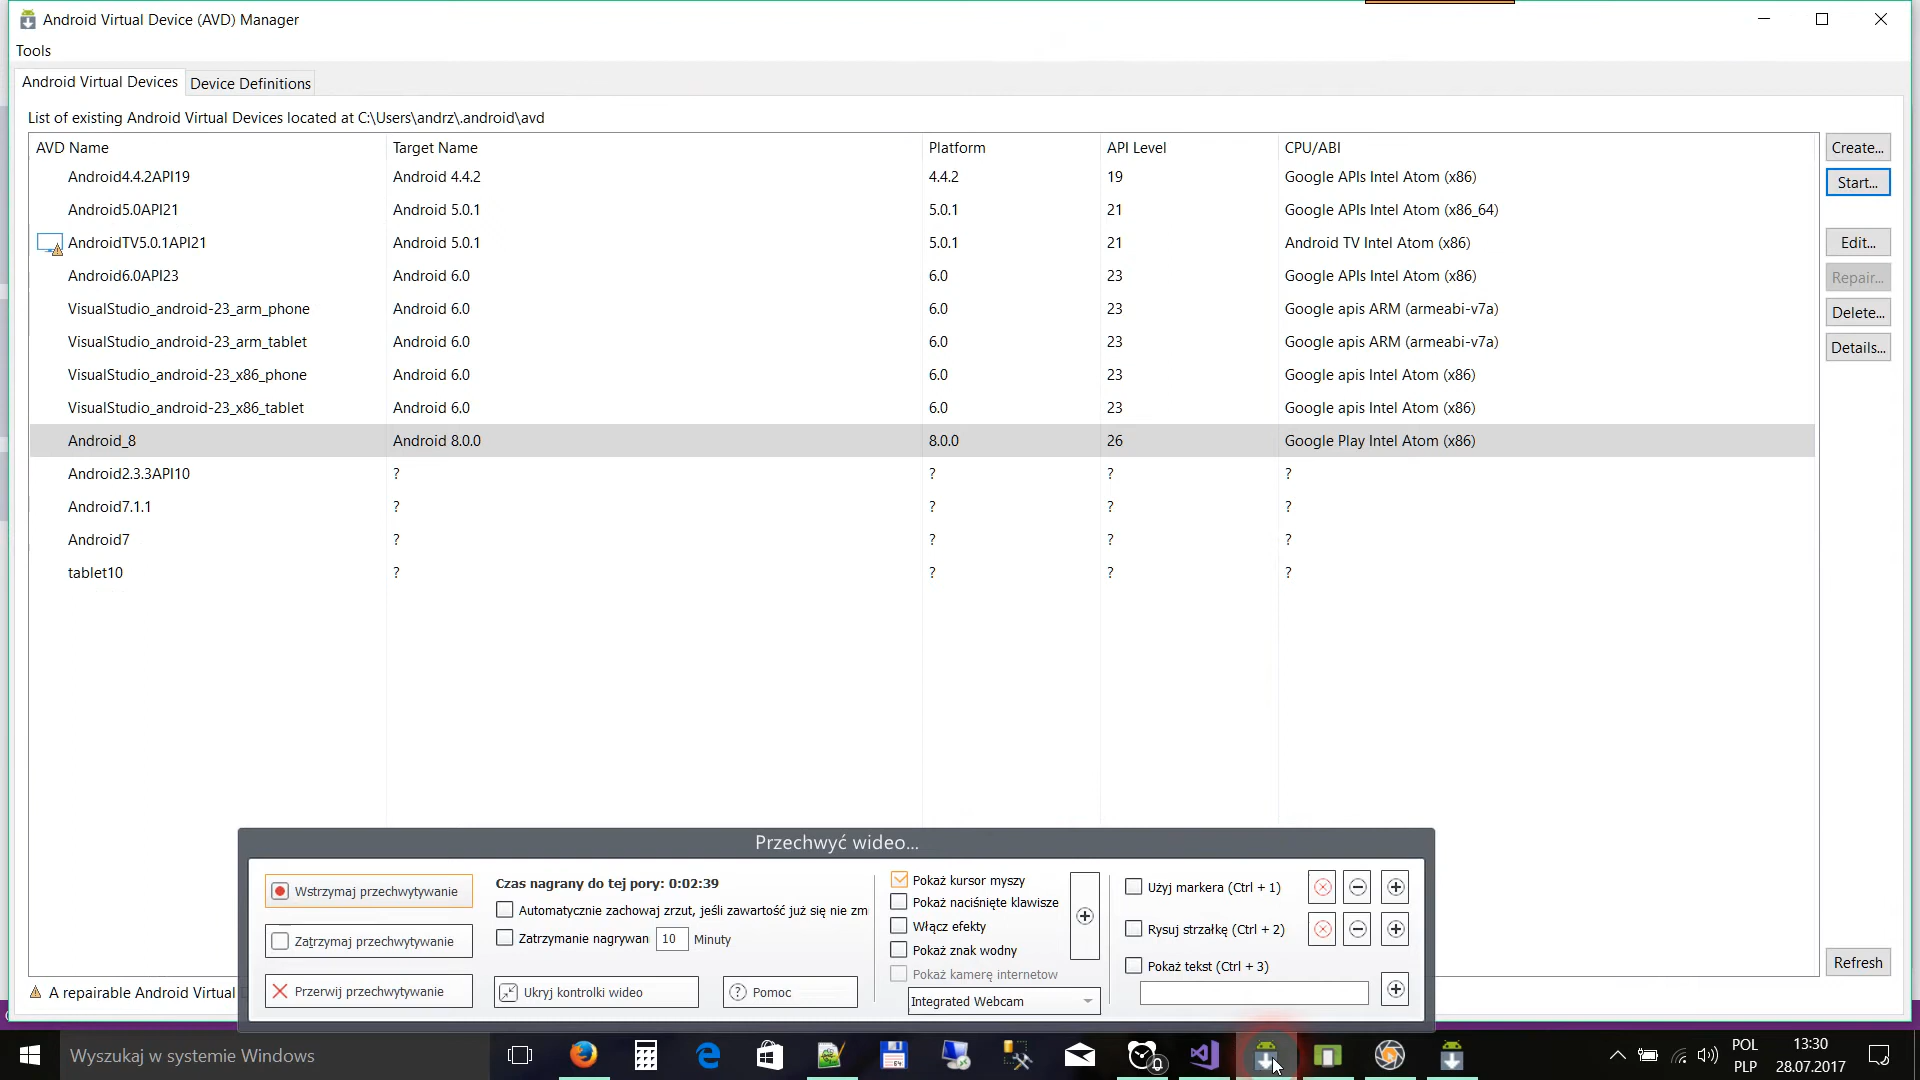 Android Virtual Device (AVD) Manager
Tools
Android Virtual Devices Device Definitions
List of existing Android Virtual Devices located at C:\Users\andrz\.android\avd
AVD Name Target Name Platform API Level CPU/ABI
Android4.4.2API19 Android 4.4.2 4.4.2 19 Google APIs Intel Atom (x86)
Android5.0API21 Android 5.0.1 5.0.1 21 Google APIs Intel Atom (x86_64)
AndroidTV5.0.1API21 Android 5.0.1 5.0.1 21 Android TV Intel Atom (x86)
Android6.0API23 Android 6.0 6.0 23 Google APIs Intel Atom (x86)
VisualStudio_android-23_arm_phone Android 6.0 6.0 23 Google apis ARM (armeabi-v7a)
VisualStudio_android-23_arm_tablet Android 6.0 6.0 23 Google apis ARM (armeabi-v7a)
VisualStudio_android-23_x86_phone Android 6.0 6.0 23 Google apis Intel Atom (x86)
VisualStudio_android-23_x86_tablet Android 6.0 6.0 23 Google apis Intel Atom (x86)
Android_8 Android 8.0.0 8.0.0 26 Google Play Intel Atom (x86)
Android2.3.3API10 ? ? ? ?
Android7.1.1 ? ? ? ?
Android7 ? ? ? ?
tablet10 ? ? ? ?
Create...
Start...
Edit...
Repair...
Delete...
Details...
Refresh
A repairable Android Virtual
Przechwyć wideo...
Wstrzymaj przechwytywanie
Zatrzymaj przechwytywanie
Przerwij przechwytywanie
Czas nagrany do tej pory: 0:02:39
Automatycznie zachowaj zrzut, jeśli zawartość już się nie zm
Zatrzymanie nagrywan 10 Minuty
Ukryj kontrolki wideo
Pomoc
Pokaż kursor myszy
Pokaż naciśnięte klawisze
Włącz efekty
Pokaż znak wodny
Pokaż kamerę internetow
Integrated Webcam
Użyj markera (Ctrl + 1)
Rysuj strzałkę (Ctrl + 2)
Pokaż tekst (Ctrl + 3)
Wyszukaj w systemie Windows
POL
PLP
13:30
28.07.2017